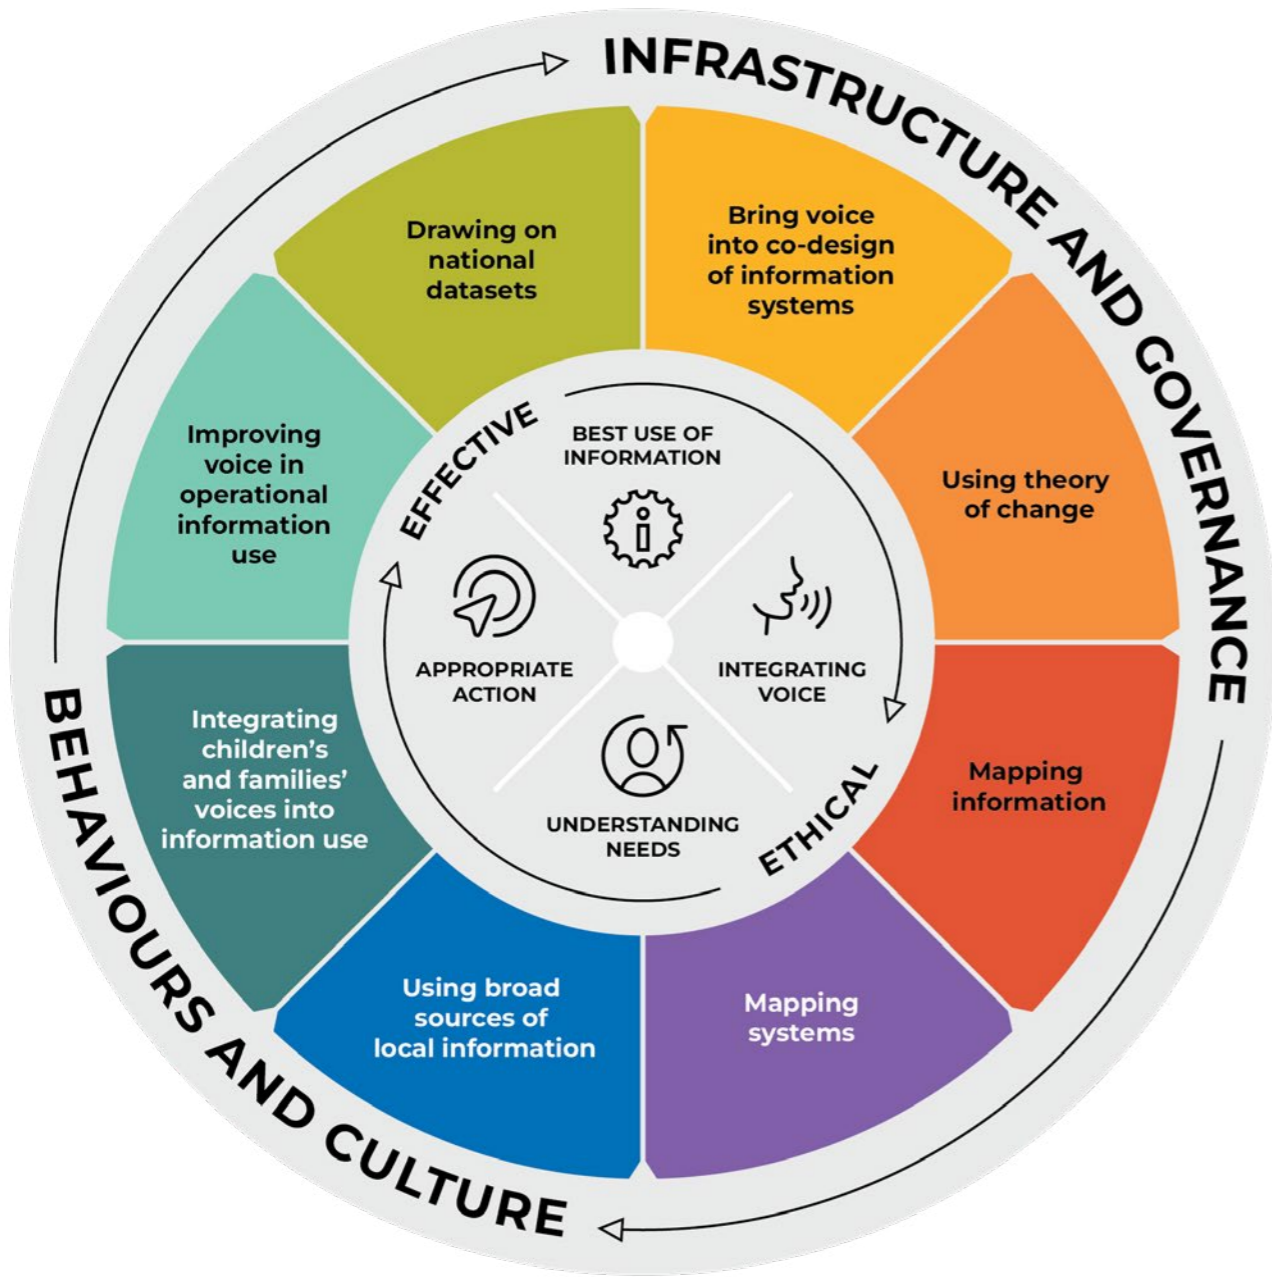 INFRASTRUCTURE AND GOVERNANCE
Bring voice
into co-design
of information
systems
Using theory
of change
Mapping
information
Mapping
systems
Using broad
sources of
local information
Integrating
children’s
and families’
voices into
information use
Improving
voice in
operational
information
use
Drawing on
national
datasets
BEHAVIOURS AND CULTURE
EFFECTIVE
BEST USE OF
INFORMATION
i
INTEGRATING
VOICE
UNDERSTANDING
NEEDS
APPROPRIATE
ACTION
ETHICAL